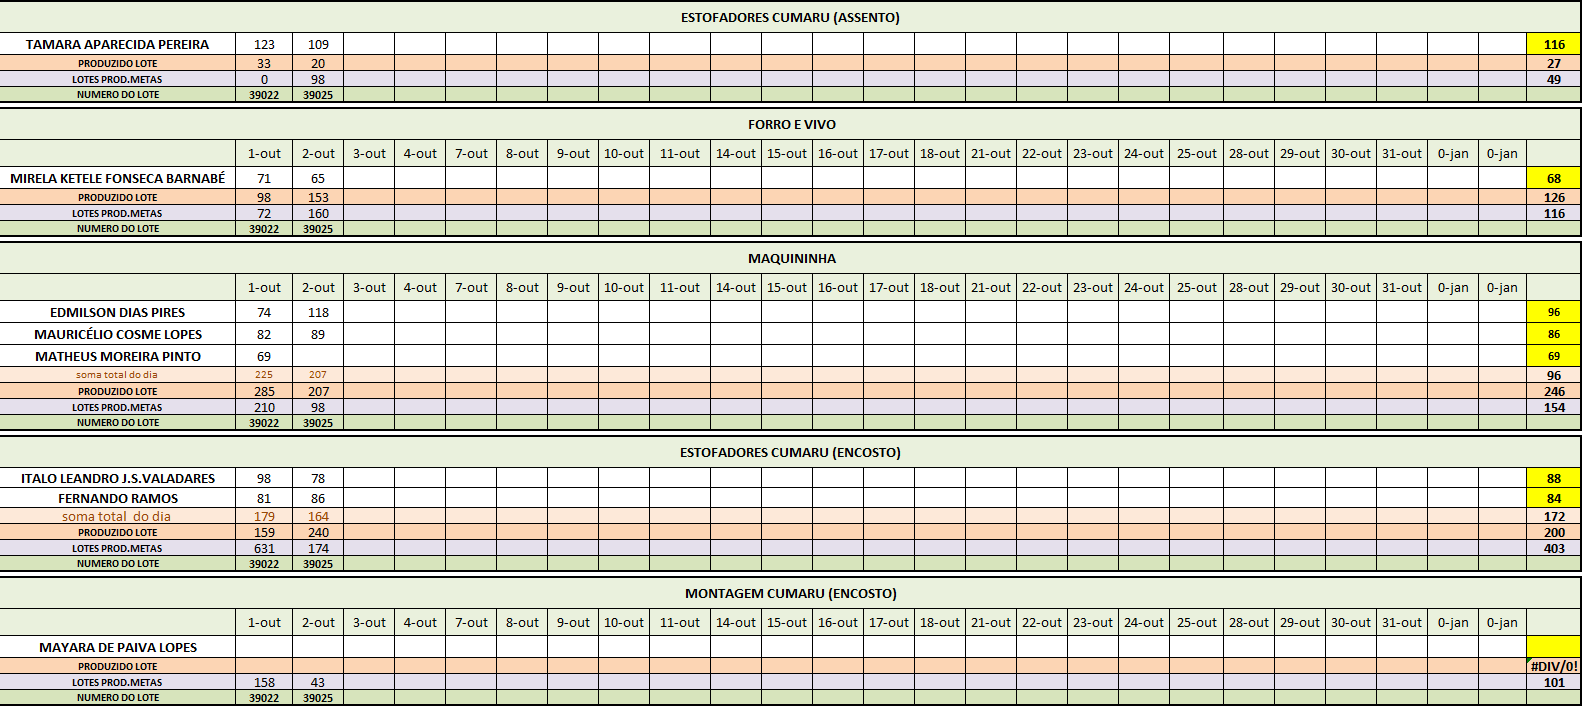 ESTOFADORES CUMARU (ASSENTO)
TAMARA APARECIDA PEREIRA 123 109 116
PRODUZIDO LOTE 33 20 27
LOTES PROD.METAS 0 98 49
NUMERO DO LOTE 39022 39025
FORRO E VIVO
1-out 2-out 3-out 4-out 7-out 8-out 9-out 10-out 11-out 14-out 15-out 16-out 17-out 18-out 21-out 22-out 23-out 24-out 25-out 28-out 29-out 30-out 31-out 0-jan 0-jan
MIRELA KETELE FONSECA BARNABÉ 71 65 68
PRODUZIDO LOTE 98 153 126
LOTES PROD.METAS 72 160 116
NUMERO DO LOTE 39022 39025
MAQUININHA
1-out 2-out 3-out 4-out 7-out 8-out 9-out 10-out 11-out 14-out 15-out 16-out 17-out 18-out 21-out 22-out 23-out 24-out 25-out 28-out 29-out 30-out 31-out 0-jan 0-jan
EDMILSON DIAS PIRES 74 118 96
MAURICÉLIO COSME LOPES 82 89 86
MATHEUS MOREIRA PINTO 69 69
soma total do dia 225 207 96
PRODUZIDO LOTE 285 207 246
LOTES PROD.METAS 210 98 154
NUMERO DO LOTE 39022 39025
ESTOFADORES CUMARU (ENCOSTO)
ITALO LEANDRO J.S.VALADARES 98 78 88
FERNANDO RAMOS 81 86 84
soma total do dia 179 164 172
PRODUZIDO LOTE 159 240 200
LOTES PROD.METAS 631 174 403
NUMERO DO LOTE 39022 39025
MONTAGEM CUMARU (ENCOSTO)
1-out 2-out 3-out 4-out 7-out 8-out 9-out 10-out 11-out 14-out 15-out 16-out 17-out 18-out 21-out 22-out 23-out 24-out 25-out 28-out 29-out 30-out 31-out 0-jan 0-jan
MAYARA DE PAIVA LOPES
PRODUZIDO LOTE #DIV/0!
LOTES PROD.METAS 158 43 101
NUMERO DO LOTE 39022 39025